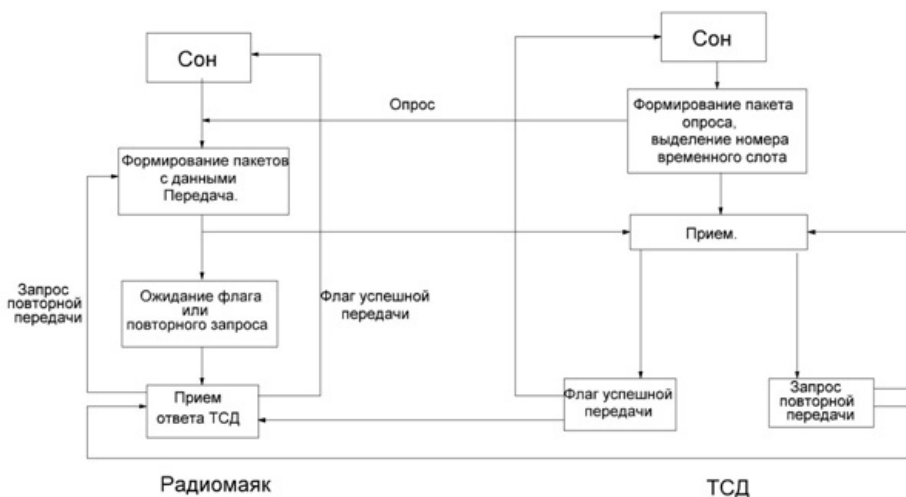 Сон
Сон
Опрос
Формирование пакета
опроса,
выделение номера
временного слота
Формирование пакетов
с данными
Передача.
Прием.
Запрос
повторной
передачи
Ожидание флага
или
повторного запроса
Флаг успешной
передачи
Прием
ответа ТСД
Флаг успешной
передачи
Запрос
повторной
передачи
Радиомаяк
ТСД